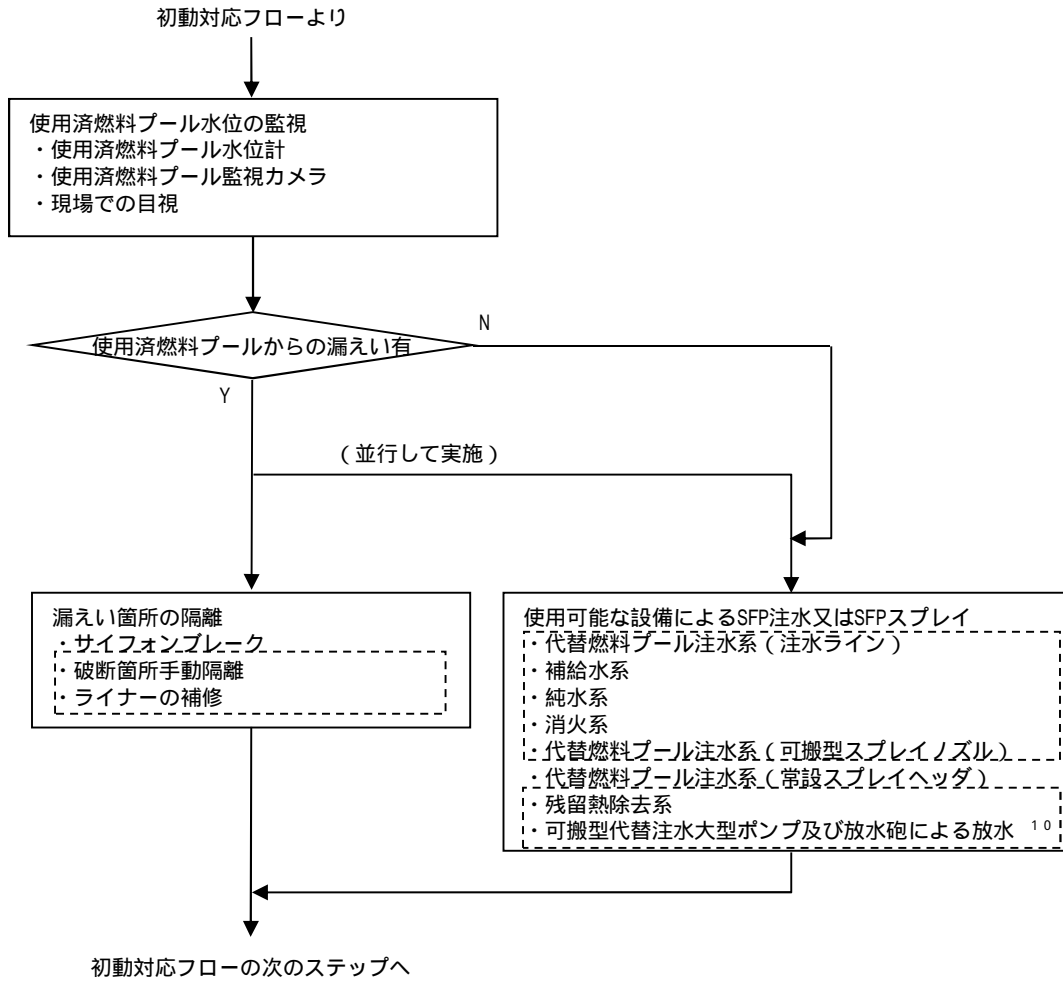 初動対応フローより
使用済燃料プール水位の監視
・使用済燃料プール水位計
・使用済燃料プール監視カメラ
・現場での目視
使用済燃料プールからの漏えい有
N
Y
(並行して実施)
漏えい箇所の隔離
・サイフォンブレーク
・破断箇所手動隔離
・ライナーの補修
使用可能な設備によるSFP注水又はSFPスプレイ
・代替燃料プール注水系(注水ライン)
・補給水系
・純水系
・消火系
・代替燃料プール注水系(可搬型スプレイノズル)
・代替燃料プール注水系(常設スプレイヘッダ)
・残留熱除去系
・可搬型代替注水大型ポンプ及び放水砲による放水 10
初動対応フローの次のステップへ